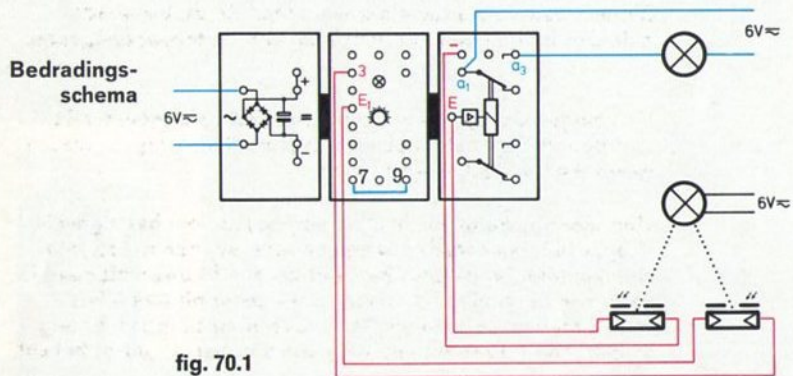 6V≂
Bedradings-
schema
6V≂
~
+
=
-
3
E₁
7 9
-
a₁
a₃
E
6V≂
fig. 70.1